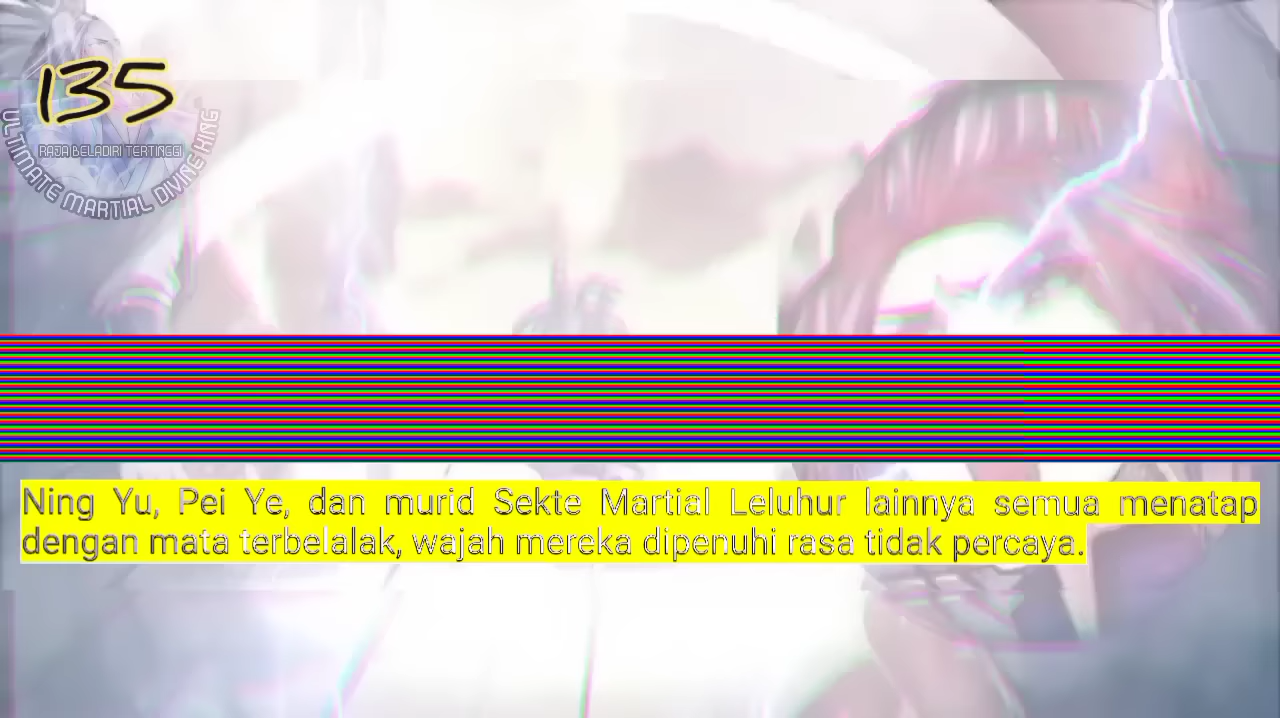 135
RAJA BELADIRI TERTINGGI
ULTIMATE MARTIAL DIVINE KING
Ning Yu, Pei Ye, dan murid Sekte Martial Leluhur lainnya semua menatap
dengan mata terbelalak, wajah mereka dipenuhi rasa tidak percaya.